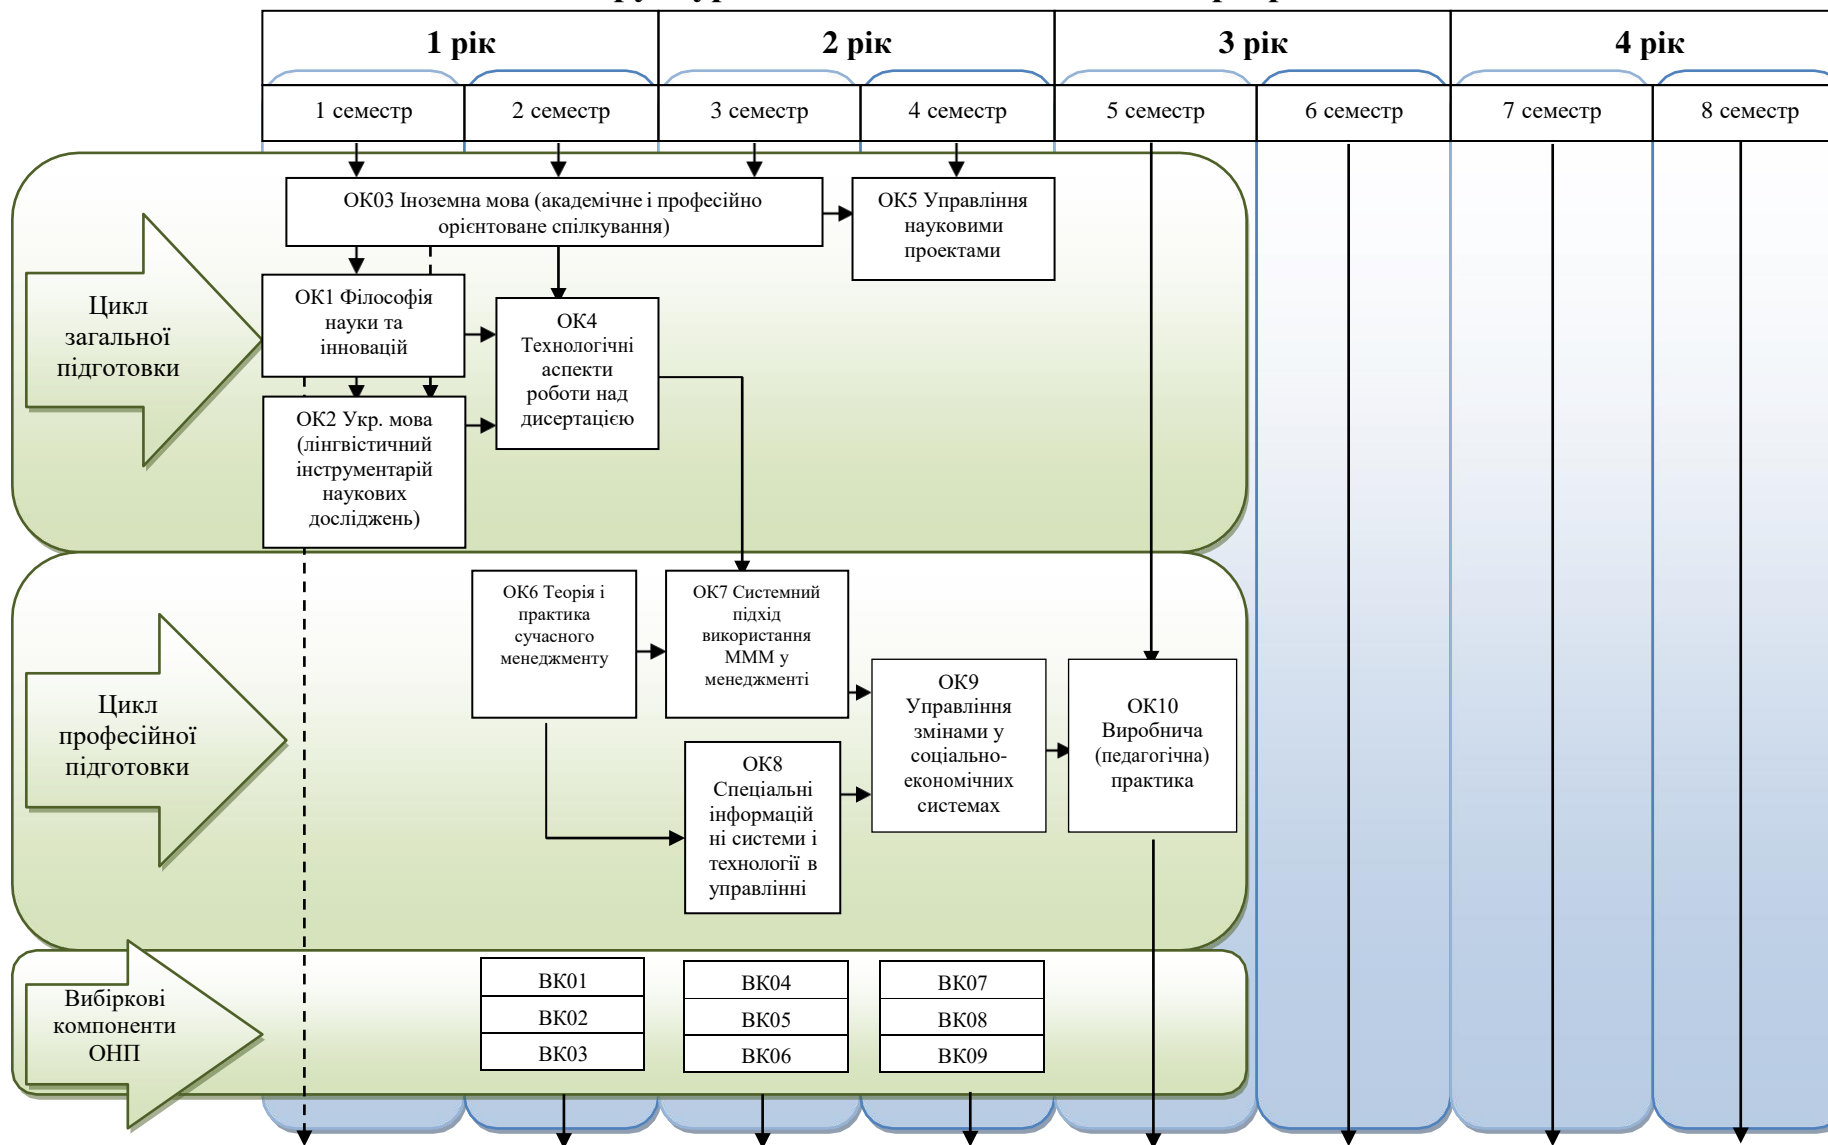 1 рік
2 рік
3 рік
4 рік
1 семестр
2 семестр
3 семестр
4 семестр
5 семестр
6 семестр
7 семестр
8 семестр
ОК03 Іноземна мова (академічне і професійно
орієнтоване спілкування)
ОК5 Управління
науковими
проектами
Цикл
загальної
підготовки
ОК1 Філософія
науки та
інновацій
ОК4
Технологічні
аспекти
роботи над
дисертацією
ОК2 Укр. мова
(лінгвістичний
інструментарій
наукових
досліджень)
Цикл
професійної
підготовки
ОК6 Теорія і
практика
сучасного
менеджменту
ОК7 Системний
підхід
використання
МММ у
менеджменті
ОК8
Спеціальні
інформацій
ні системи і
технології в
управлінні
ОК9
Управління
змінами у
соціально-
економічних
системах
ОК10
Виробнича
(педагогічна)
практика
Вибіркові
компоненти
ОНП
ВК01
ВК02
ВК03
ВК04
ВК05
ВК06
ВК07
ВК08
ВК09